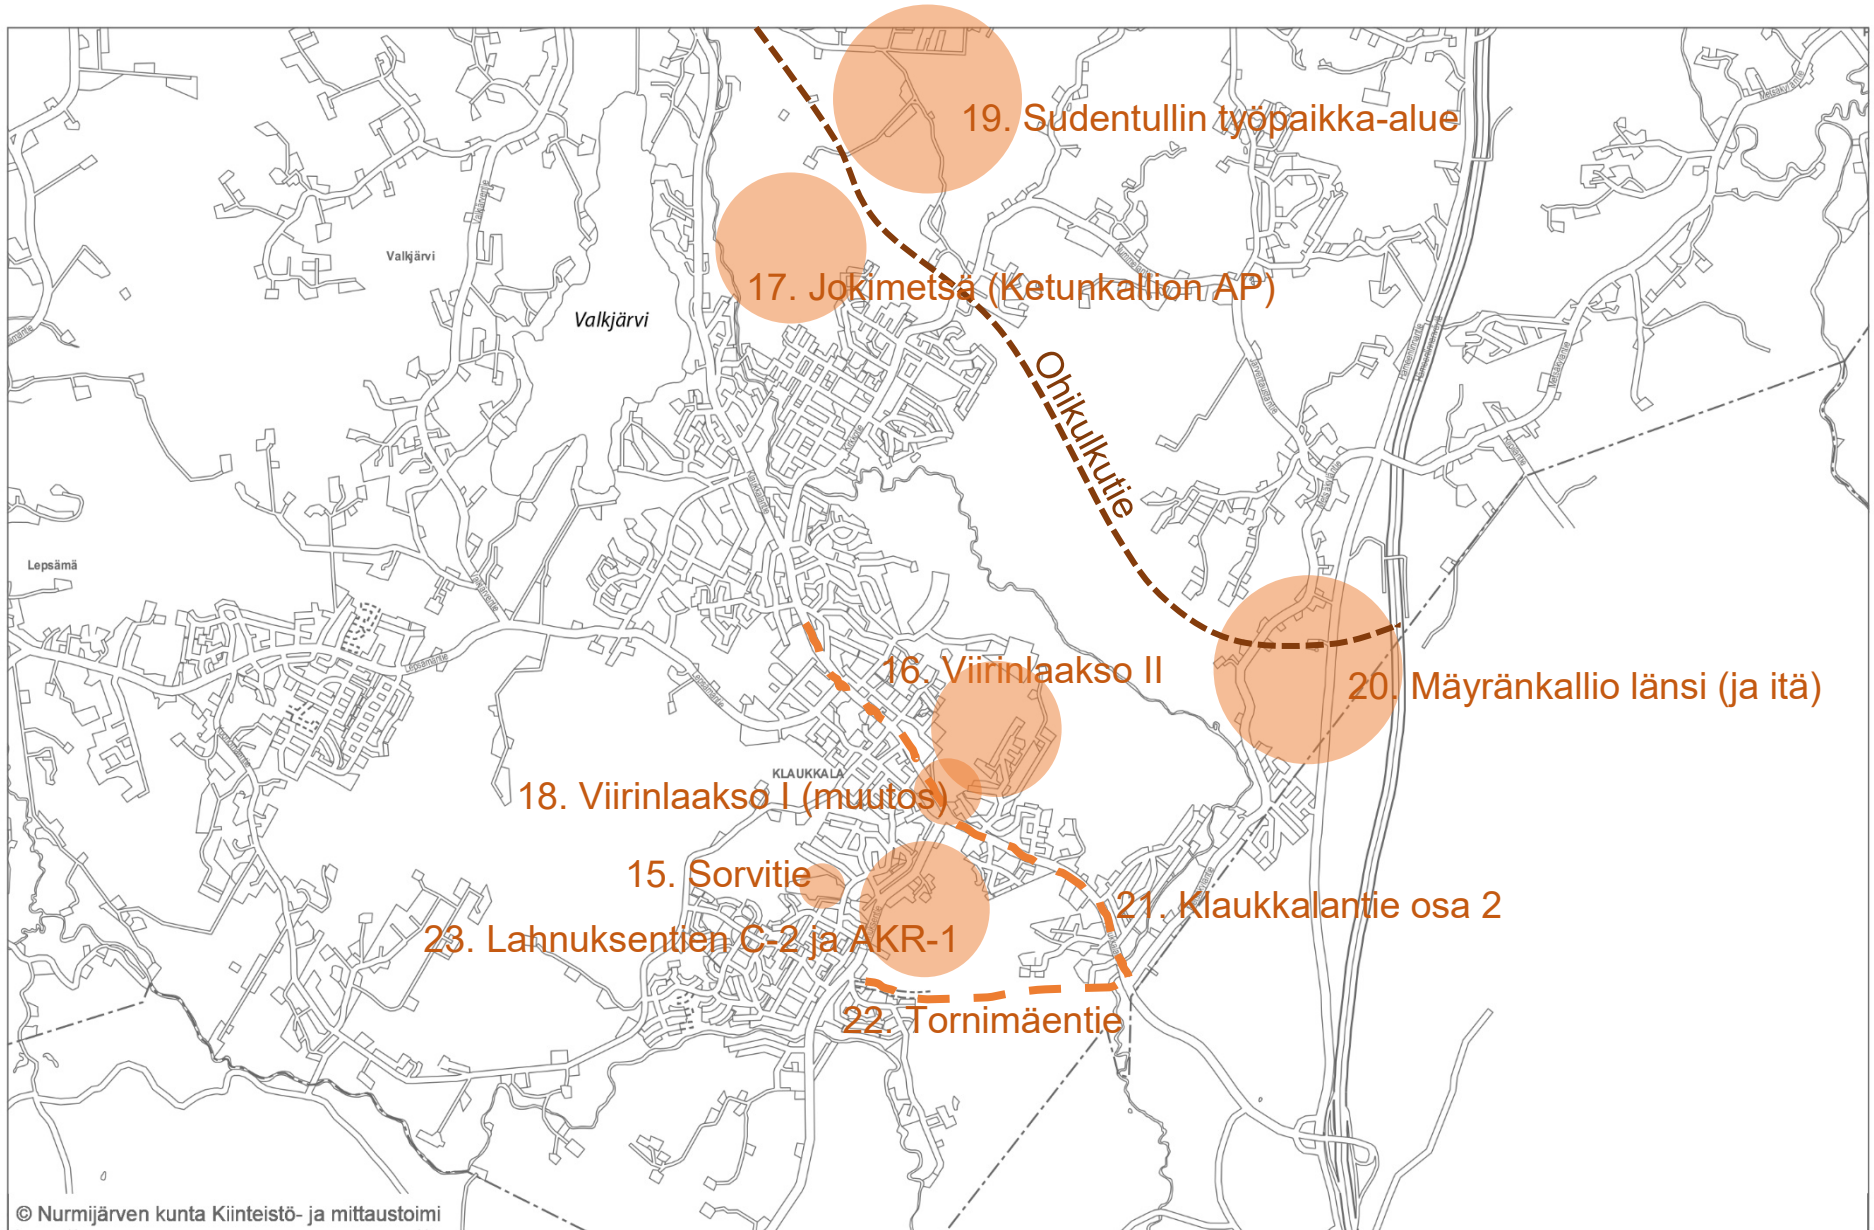 19. Sudentullin työpaikka-alue
Valkjärvi
17. Jokimetsä (Ketunkallion AP)
Valkjärvi
Ohikulkutie
Lepsämä
16. Viirinlaakso II
20. Mäyränkallio länsi (ja itä)
KLAUKKALA
18. Viirinlaakso I (muutos)
15. Sorvitie
21. Klaukkalantie osa 2
23. Lahnuksentien C-2 ja AKR-1
22. Tornimäentie
© Nurmijärven kunta Kiinteistö- ja mittaustoimi